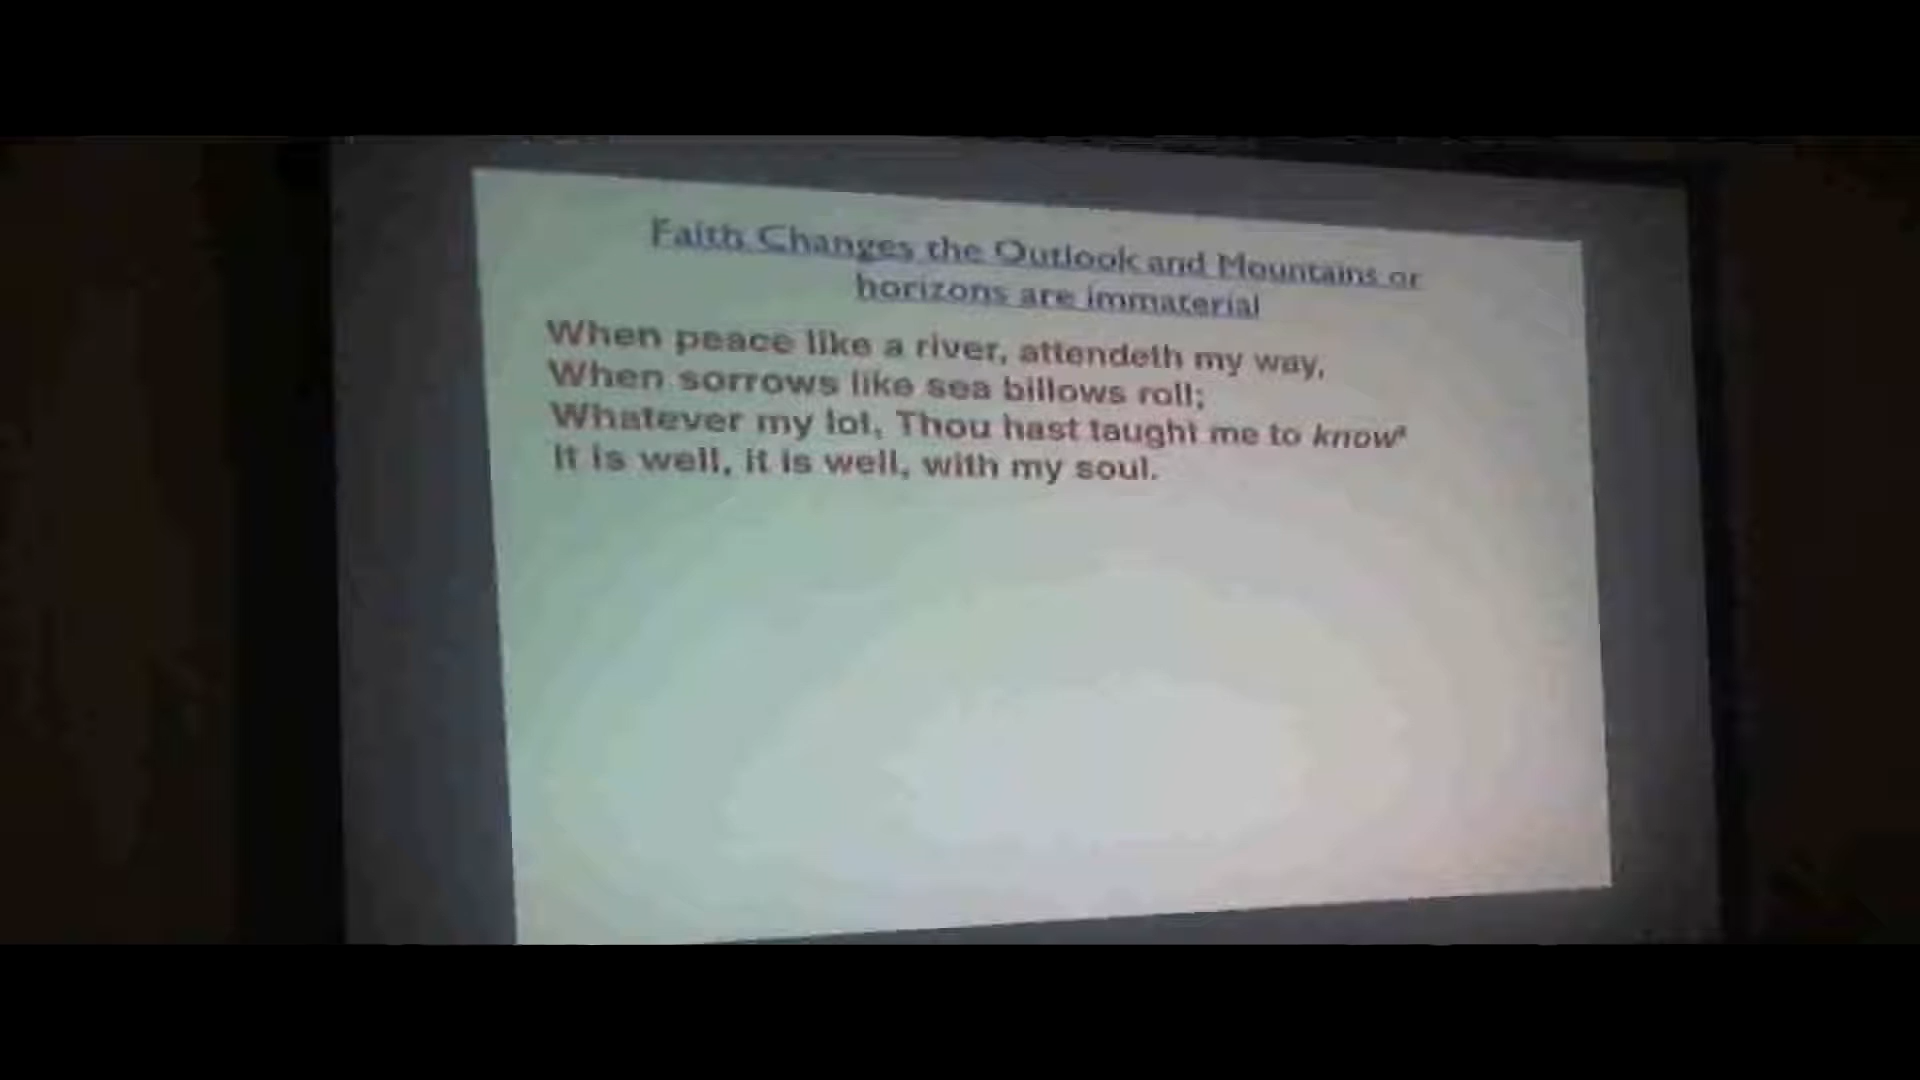 Faith Changes the Outlook and Mountains or
horizons are immaterial
When peace like a river, attendeth my way,
When sorrows like sea billows roll;
Whatever my lot, Thou hast taught me to know*
It is well, it is well, with my soul.